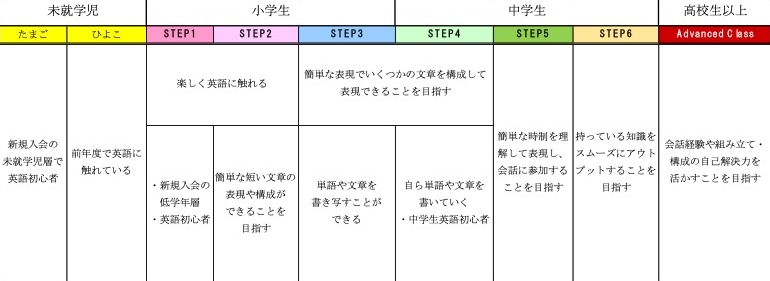 未就学児
小学生
中学生
高校生以上
たまご
ひよこ
STEP1
STEP2
STEP3
STEP4
STEP5
STEP6
Advanced Class
楽しく英語に触れる
簡単な表現でいくつかの文章を構成して
表現できることを目指す
新規入会の
未就学児層で
英語初心者
前年度で英語に
触れている
・新規入会の
低学年層
・英語初心者
簡単な短い文章の
表現や構成が
できることを
目指す
単語や文章を
書き写すことが
できる
自ら単語や文章を
書いていく
・中学生英語初心者
簡単な時制を理
解して表現し、
会話に参加する
ことを目指す
持っている知識を
スムーズにアウト
プットすることを
目指す
会話経験や組み立て・
構成の自己解決力を
活かすことを目指す